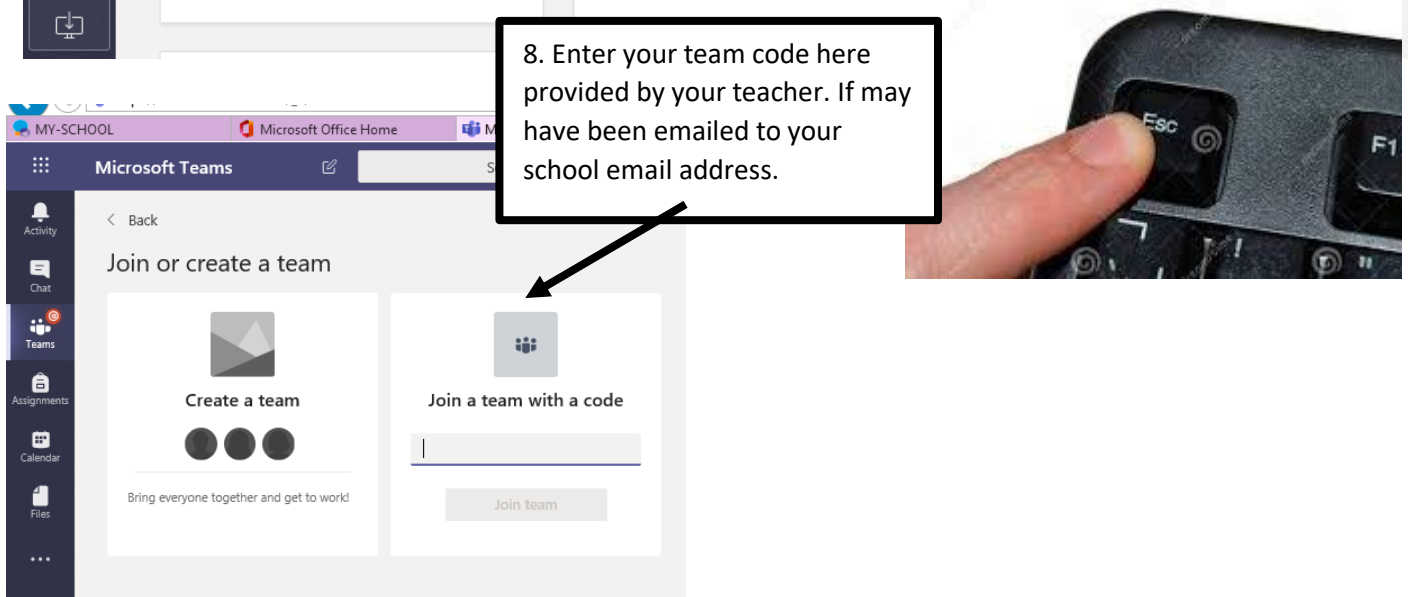 8. Enter your team code here
provided by your teacher. If may
have been emailed to your
school email address.
Esc
F1
MY-SCHOOL
Microsoft Office Home
Microsoft Teams
Activity
< Back
Join or create a team
Chat
Teams
Create a team
Join a team with a code
Assignments
Calendar
Bring everyone together and get to work!
Join team
Files